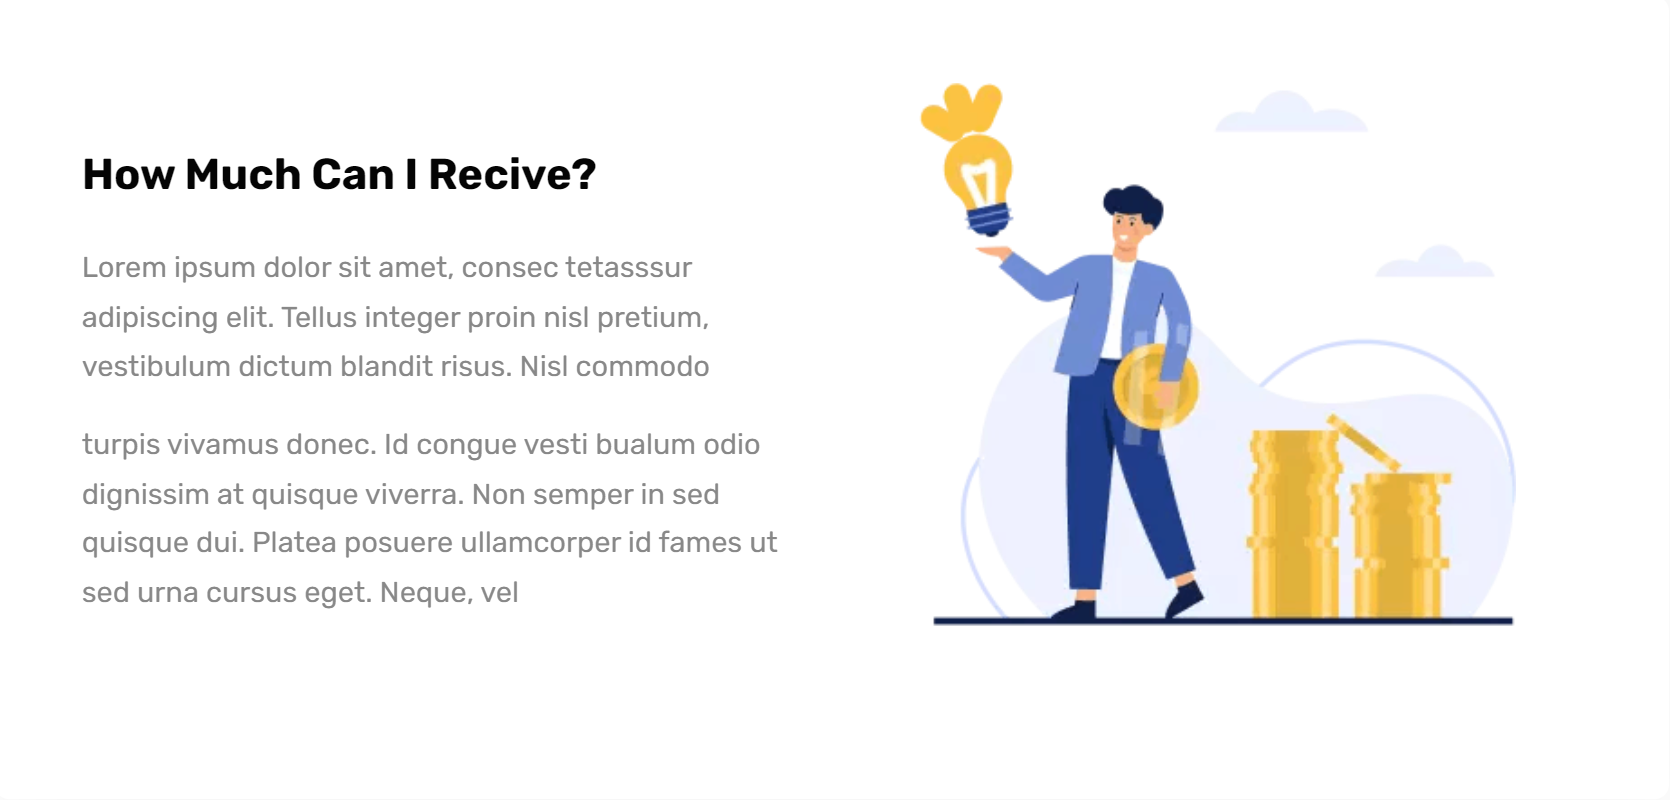 How Much Can I Recive?
Lorem ipsum dolor sit amet, consec tetasssur
adipiscing elit. Tellus integer proin nisl pretium,
vestibulum dictum blandit risus. Nisl commodo
turpis vivamus donec. Id congue vesti bualum odio
dignissim at quisque viverra. Non semper in sed
quisque dui. Platea posuere ullamcorper id fames ut
sed urna cursus eget. Neque, vel